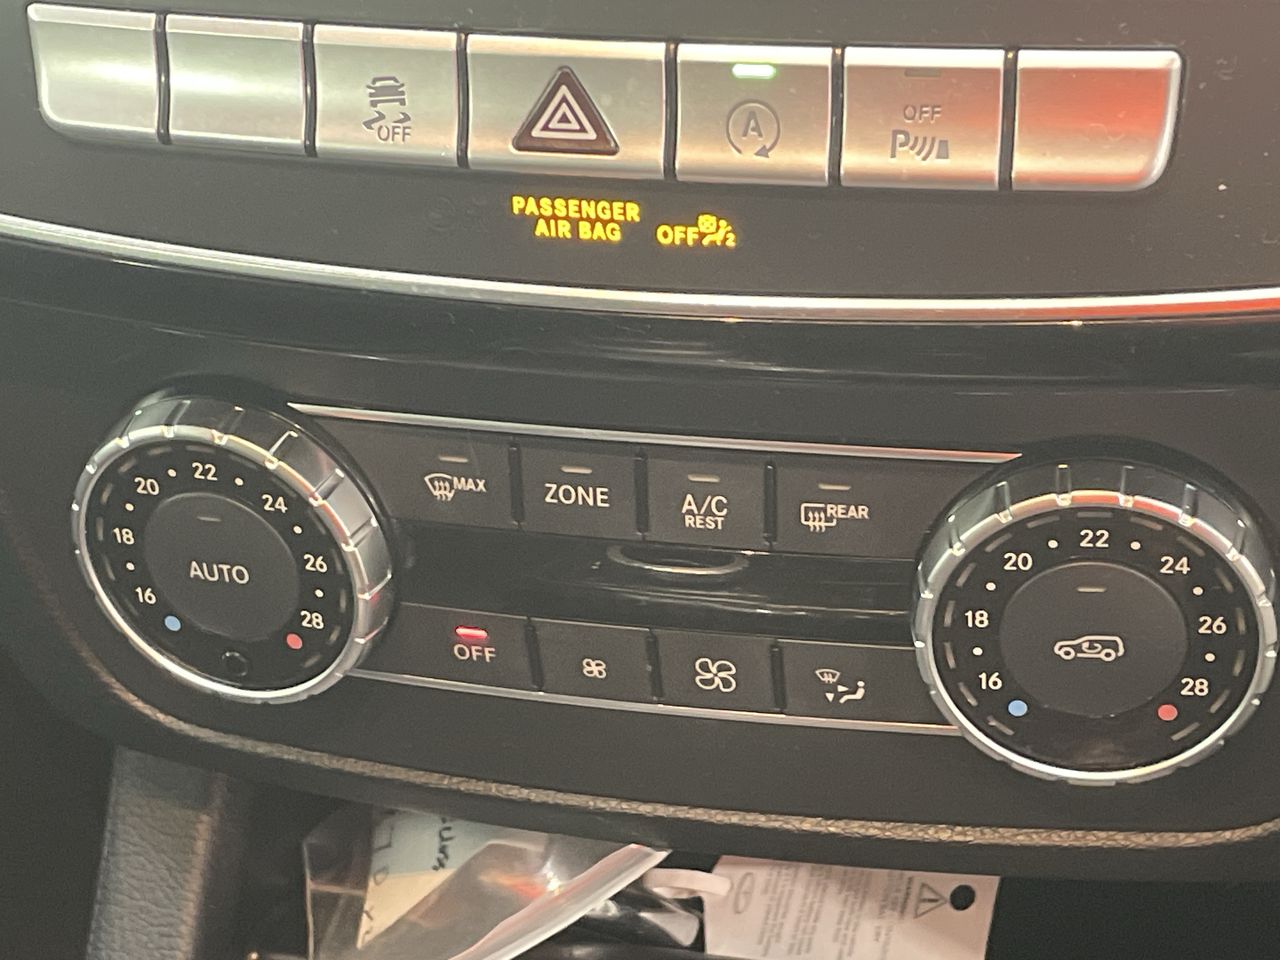 OFF
A
OFF
P
PASSENGER
AIR BAG
OFF
2
MAX
ZONE
A/C
REST
REAR
16
18
20
22
24
26
28
AUTO
OFF
16
18
20
22
24
26
28